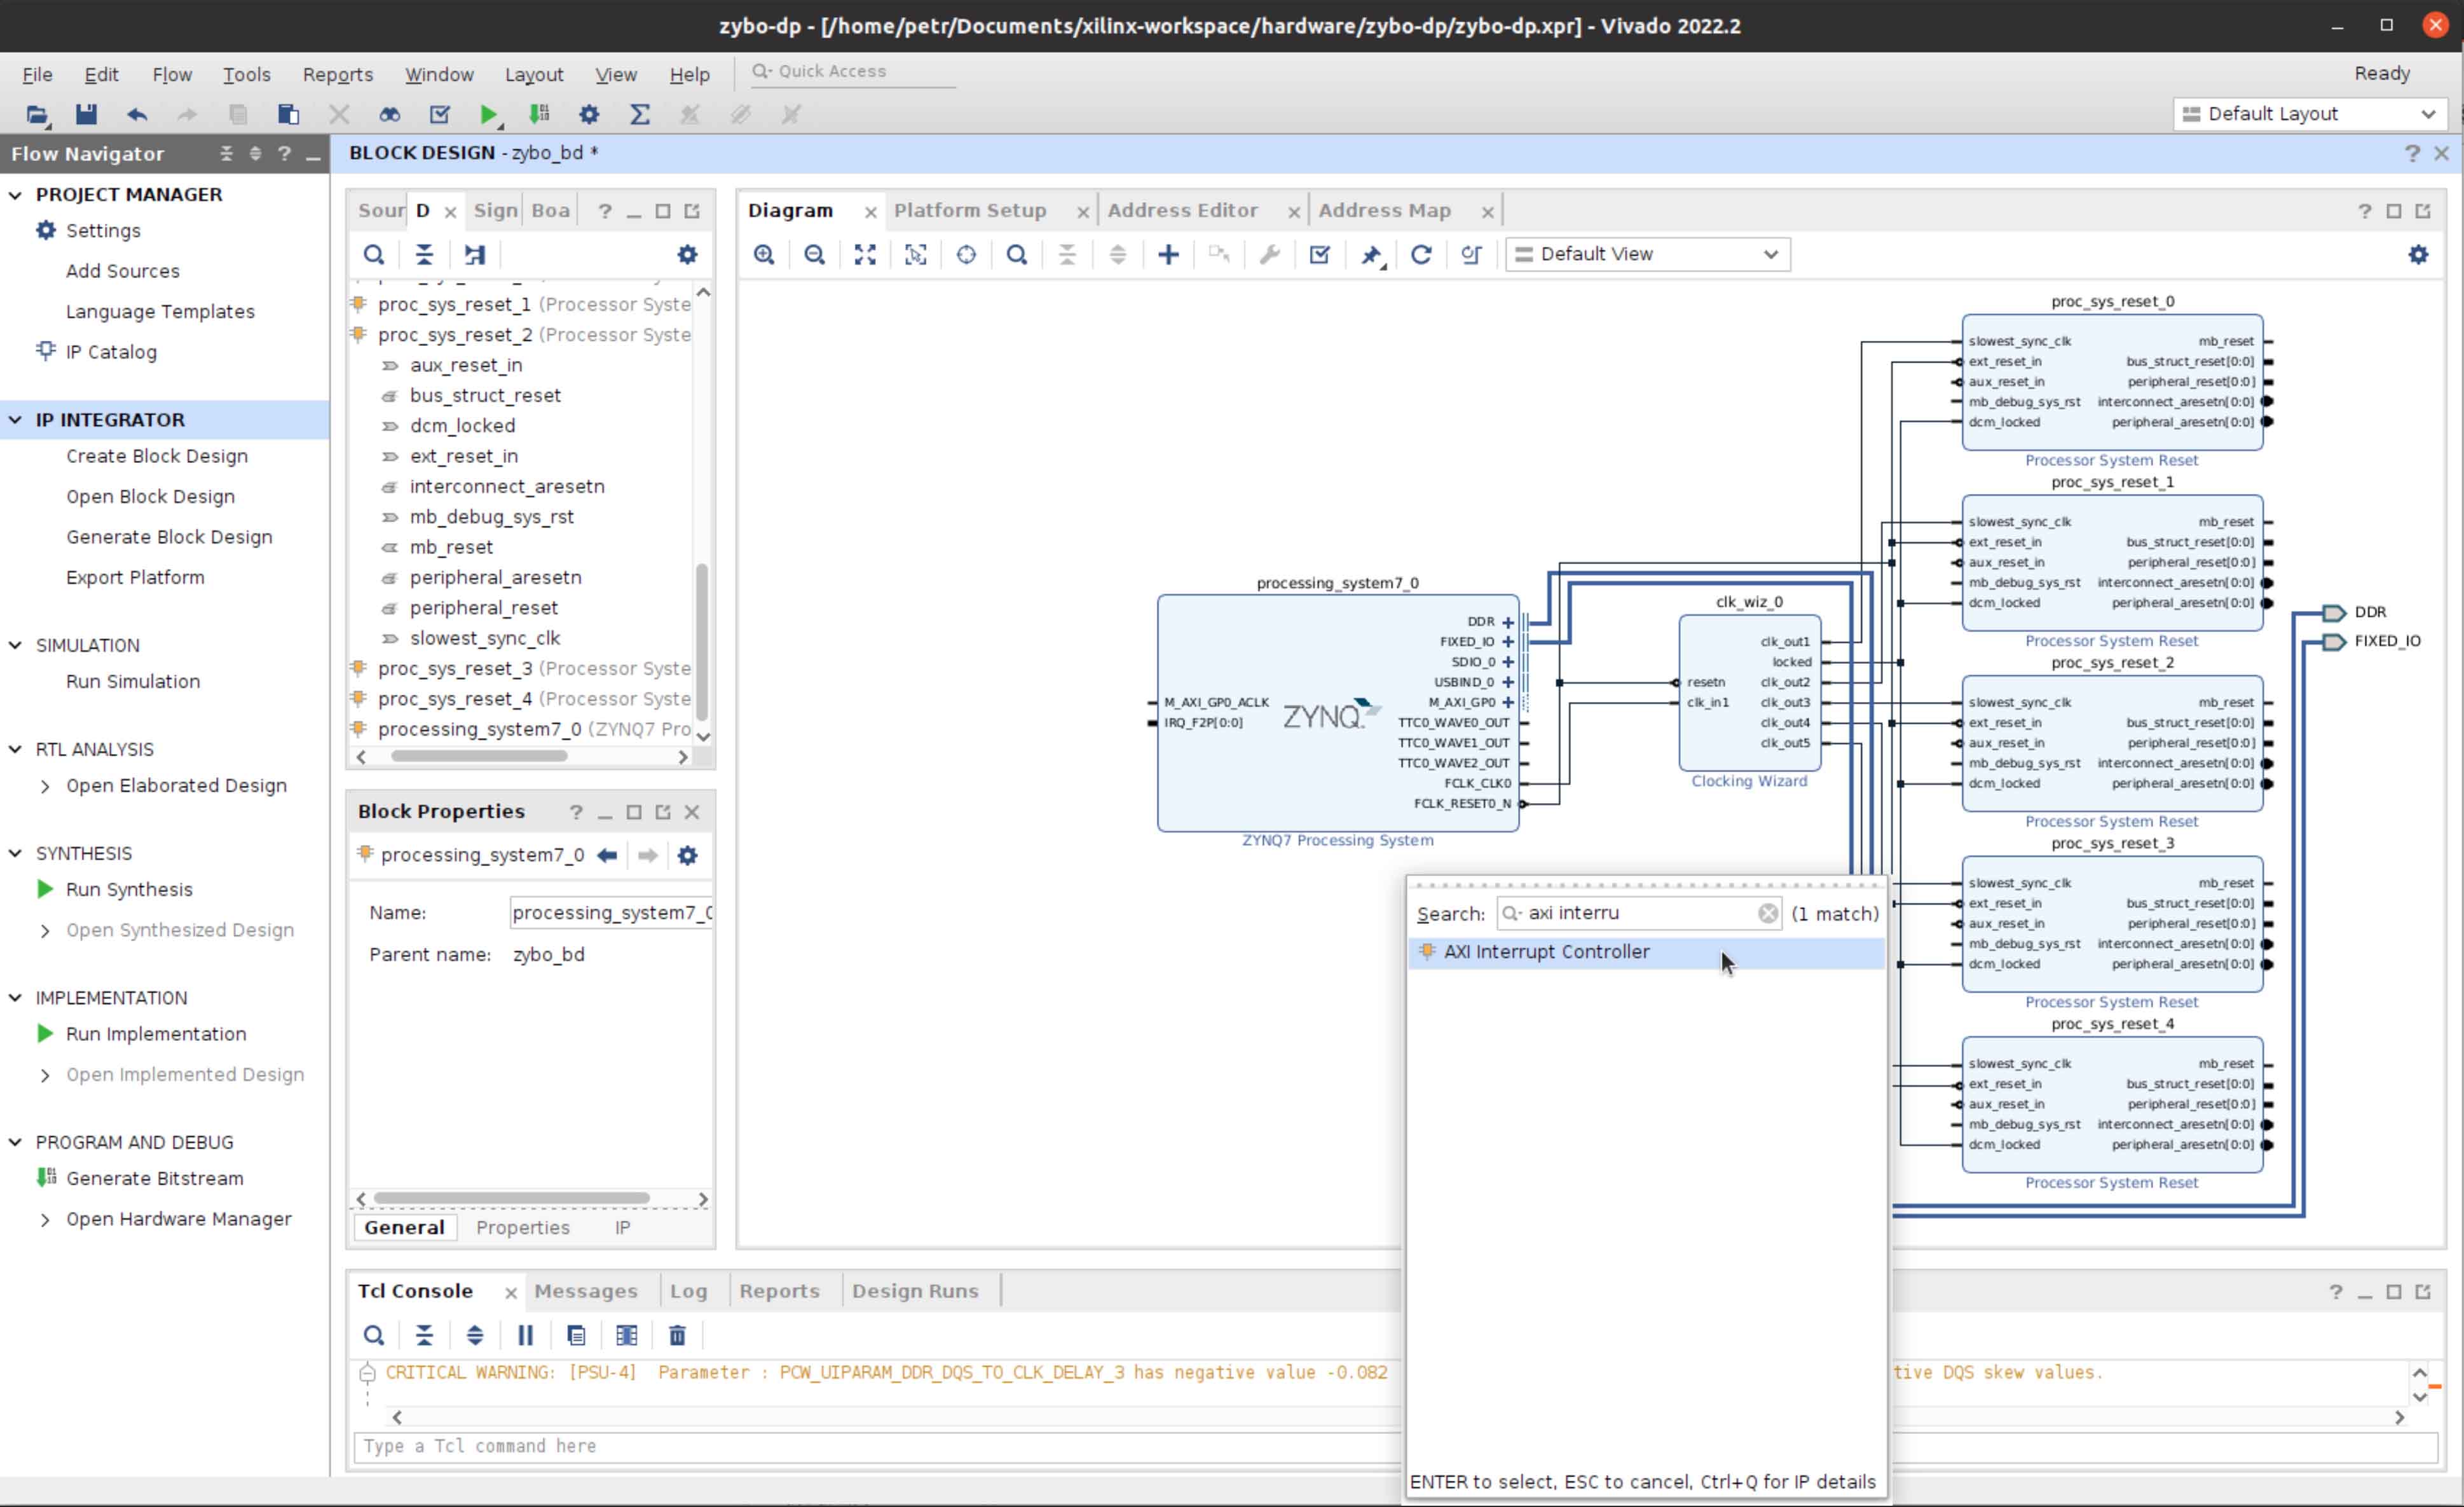 zybo-dp - [/home/petr/Documents/xilinx-workspace/hardware/zybo-dp/zybo-dp.xpr] - Vivado 2022.2
File Edit Flow Tools Reports Window Layout View Help Quick Access Ready
Default Layout
Flow Navigator
PROJECT MANAGER
Settings
Add Sources
Language Templates
IP Catalog
IP INTEGRATOR
Create Block Design
Open Block Design
Generate Block Design
Export Platform
SIMULATION
Run Simulation
RTL ANALYSIS
Open Elaborated Design
SYNTHESIS
Run Synthesis
Open Synthesized Design
IMPLEMENTATION
Run Implementation
Open Implemented Design
PROGRAM AND DEBUG
Generate Bitstream
Open Hardware Manager
BLOCK DESIGN - zybo_bd *
Sour D Sign Boa
proc_sys_reset_1 (Processor Syste
proc_sys_reset_2 (Processor Syste
aux_reset_in
bus_struct_reset
dcm_locked
ext_reset_in
interconnect_aresetn
mb_debug_sys_rst
mb_reset
peripheral_aresetn
peripheral_reset
slowest_sync_clk
proc_sys_reset_3 (Processor Syste
proc_sys_reset_4 (Processor Syste
processing_system7_0 (ZYNQ7 Pro
Block Properties
processing_system7_0
Name: processing_system7_0
Parent name: zybo_bd
General Properties IP
Diagram Platform Setup Address Editor Address Map
Default View
processing_system7_0
DDR
FIXED_IO
SDIO_0
USBIND_0
M_AXI_GP0_ACLK M_AXI_GP0
IRQ_F2P[0:0] TTC0_WAVE0_OUT
ZYNQ
TTC0_WAVE1_OUT
TTC0_WAVE2_OUT
FCLK_CLK0
FCLK_RESET0_N
ZYNQ7 Processing System
clk_wiz_0
clk_out1
locked
resetn clk_out2
clk_in1 clk_out3
clk_out4
clk_out5
Clocking Wizard
proc_sys_reset_0
slowest_sync_clk mb_reset
ext_reset_in bus_struct_reset[0:0]
aux_reset_in peripheral_reset[0:0]
mb_debug_sys_rst interconnect_aresetn[0:0]
dcm_locked peripheral_aresetn[0:0]
Processor System Reset
proc_sys_reset_1
slowest_sync_clk mb_reset
ext_reset_in bus_struct_reset[0:0]
aux_reset_in peripheral_reset[0:0]
mb_debug_sys_rst interconnect_aresetn[0:0]
dcm_locked peripheral_aresetn[0:0]
Processor System Reset
proc_sys_reset_2
slowest_sync_clk mb_reset
ext_reset_in bus_struct_reset[0:0]
aux_reset_in peripheral_reset[0:0]
mb_debug_sys_rst interconnect_aresetn[0:0]
dcm_locked peripheral_aresetn[0:0]
Processor System Reset
proc_sys_reset_3
slowest_sync_clk mb_reset
ext_reset_in bus_struct_reset[0:0]
aux_reset_in peripheral_reset[0:0]
mb_debug_sys_rst interconnect_aresetn[0:0]
dcm_locked peripheral_aresetn[0:0]
Processor System Reset
proc_sys_reset_4
slowest_sync_clk mb_reset
ext_reset_in bus_struct_reset[0:0]
aux_reset_in peripheral_reset[0:0]
mb_debug_sys_rst interconnect_aresetn[0:0]
dcm_locked peripheral_aresetn[0:0]
Processor System Reset
DDR
FIXED_IO
Search: axi interru (1 match)
AXI Interrupt Controller
ENTER to select, ESC to cancel, Ctrl+Q for IP details
Tcl Console Messages Log Reports Design Runs
CRITICAL WARNING: [PSU-4] Parameter : PCW_UIPARAM_DDR_DQS_TO_CLK_DELAY_3 has negative value -0.082 tive DQS skew values.
Type a Tcl command here